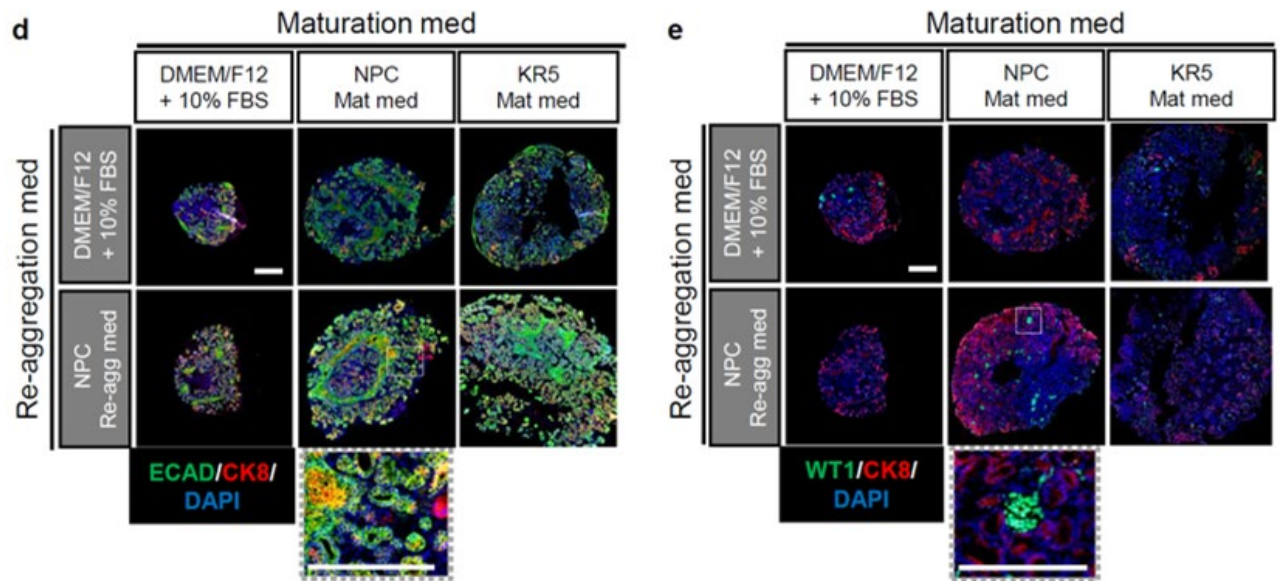 d
Maturation med
DMEM/F12
+ 10% FBS
NPC
Mat med
KR5
Mat med
Re-aggregation med
DMEM/F12
+ 10% FBS
NPC
Re-agg med
ECAD/CK8/
DAPI
e
Maturation med
DMEM/F12
+ 10% FBS
NPC
Mat med
KR5
Mat med
Re-aggregation med
DMEM/F12
+ 10% FBS
NPC
Re-agg med
WT1/CK8/
DAPI